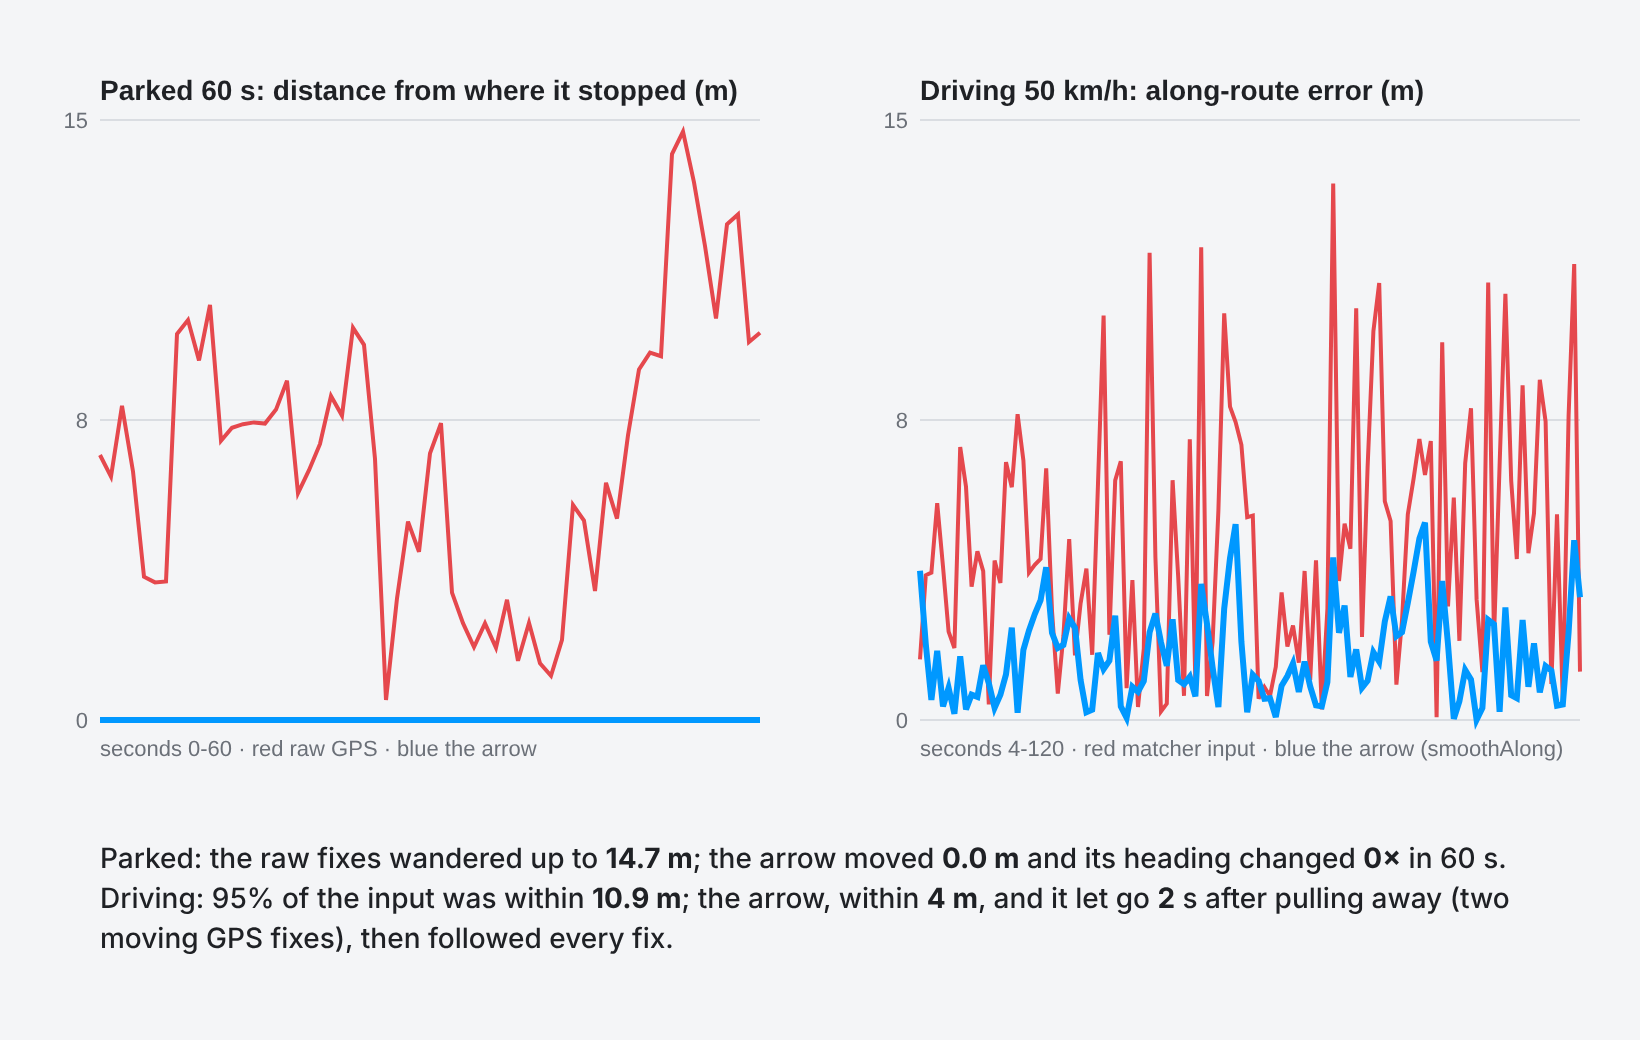 Parked 60 s: distance from where it stopped (m)
15
8
0
seconds 0-60 · red raw GPS · blue the arrow
Driving 50 km/h: along-route error (m)
15
8
0
seconds 4-120 · red matcher input · blue the arrow (smoothAlong)
Parked: the raw fixes wandered up to 14.7 m; the arrow moved 0.0 m and its heading changed 0× in 60 s.
Driving: 95% of the input was within 10.9 m; the arrow, within 4 m, and it let go 2 s after pulling away (two
moving GPS fixes), then followed every fix.